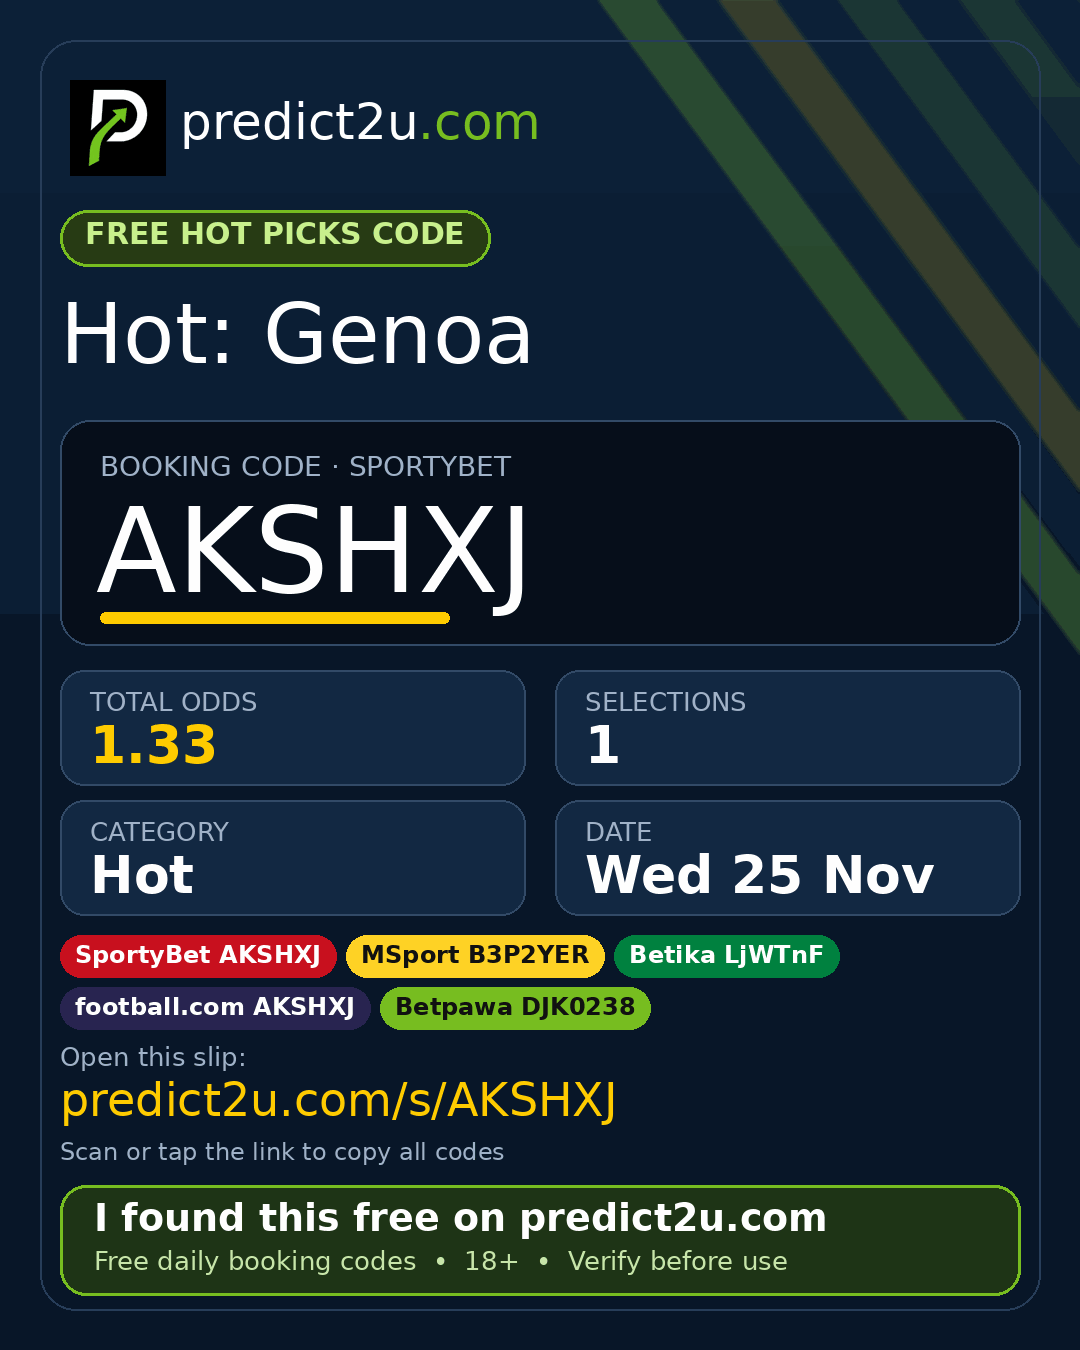 predict2u.com
FREE HOT PICKS CODE
Hot: Genoa
BOOKING CODE · SPORTYBET
AKSHXJ
TOTAL ODDS
1.33
SELECTIONS
1
CATEGORY
Hot
DATE
Wed 25 Nov
SportyBet AKSHXJ
MSport B3P2YER
Betika LjWTnF
football.com AKSHXJ
Betpawa DJK0238
Open this slip:
predict2u.com/s/AKSHXJ
Scan or tap the link to copy all codes
I found this free on predict2u.com
Free daily booking codes • 18+ • Verify before use